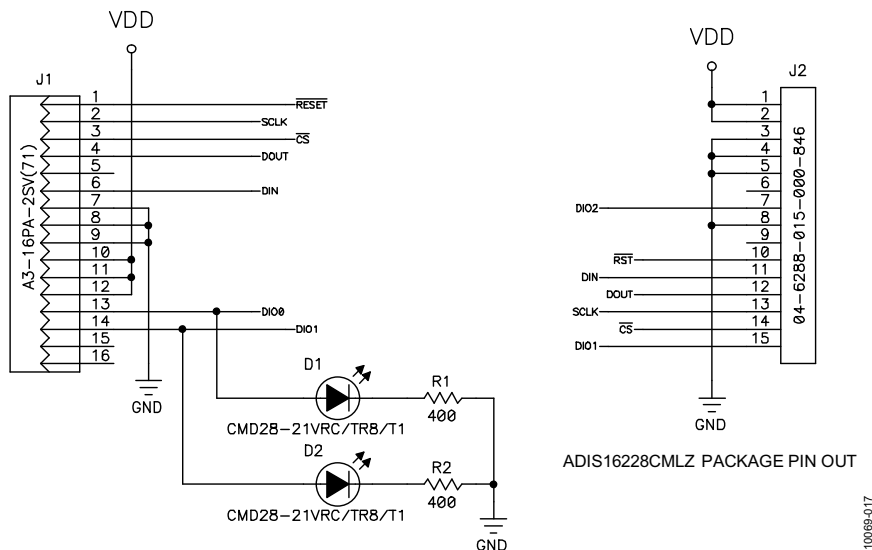 VDD
J1
A3-16PA-2SV(71)
1
2
3
4
5
6
7
8
9
10
11
12
13
14
15
16
RESET
SCLK
CS
DOUT
DIN
DIO0
DIO1
GND
D1
CMD28-21VRC/TR8/T1
R1
400
D2
CMD28-21VRC/TR8/T1
R2
400
GND
VDD
J2
04-6288-015-000-846
1
2
3
4
5
6
7
8
9
10
11
12
13
14
15
DIO2
RST
DIN
DOUT
SCLK
CS
DIO1
GND
ADIS16228CMLZ PACKAGE PIN OUT
10069-017